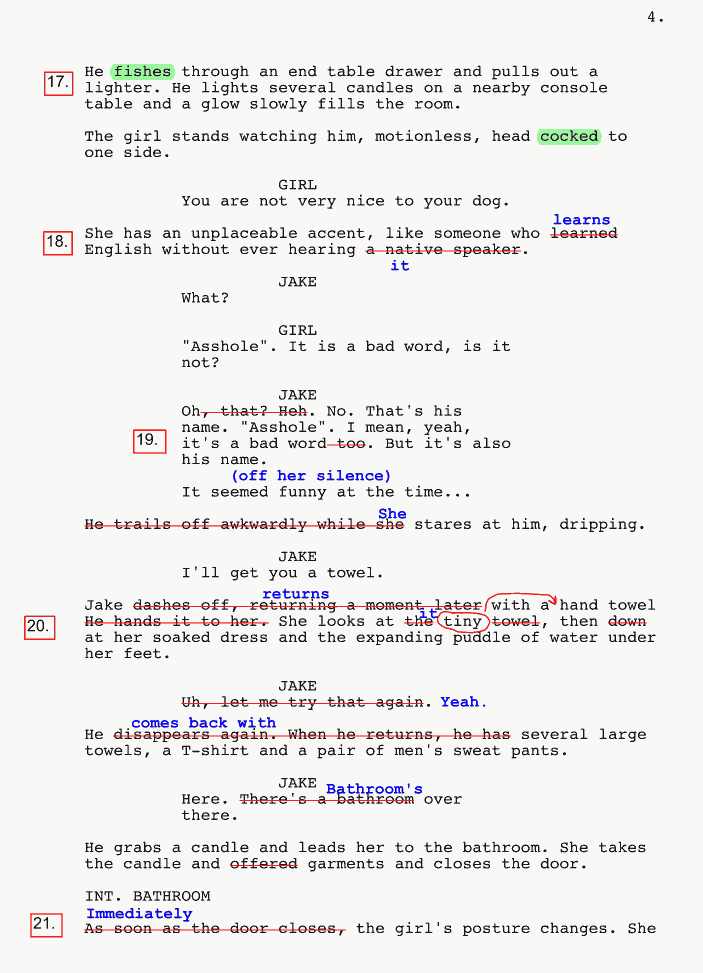 4.
17.
He fishes through an end table drawer and pulls out a
lighter. He lights several candles on a nearby console
table and a glow slowly fills the room.
The girl stands watching him, motionless, head cocked to
one side.
GIRL
You are not very nice to your dog.
learns
18.
She has an unplaceable accent, like someone who learned
English without ever hearing a native speaker.
it
JAKE
What?
GIRL
"Asshole". It is a bad word, is it
not?
JAKE
Oh, that? Heh. No. That's his
name. "Asshole". I mean, yeah,
19.
it's a bad word too. But it's also
his name.
(off her silence)
It seemed funny at the time...
She
He trails off awkwardly while she stares at him, dripping.
JAKE
I'll get you a towel.
returns
Jake dashes off, returning a moment later with a hand towel
it
20.
He hands it to her. She looks at the tiny towel, then down
at her soaked dress and the expanding puddle of water under
her feet.
JAKE
Uh, let me try that again. Yeah.
comes back with
He disappears again. When he returns, he has several large
towels, a T-shirt and a pair of men's sweat pants.
JAKE
Bathroom's
Here. There's a bathroom over
there.
He grabs a candle and leads her to the bathroom. She takes
the candle and offered garments and closes the door.
INT. BATHROOM
Immediately
21.
As soon as the door closes, the girl's posture changes. She